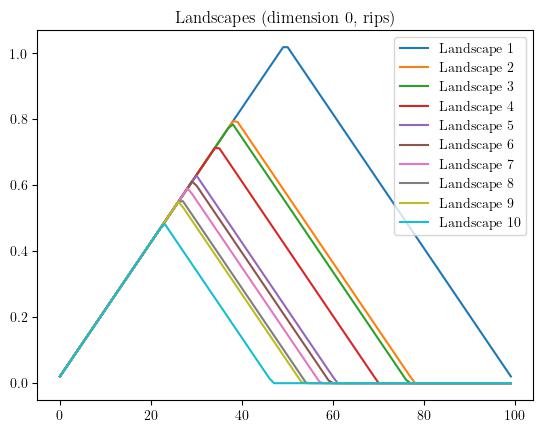 Landscapes (dimension 0, rips)
1.0
0.8
0.6
0.4
0.2
0.0
0 20 40 60 80 100
Landscape 1
Landscape 2
Landscape 3
Landscape 4
Landscape 5
Landscape 6
Landscape 7
Landscape 8
Landscape 9
Landscape 10